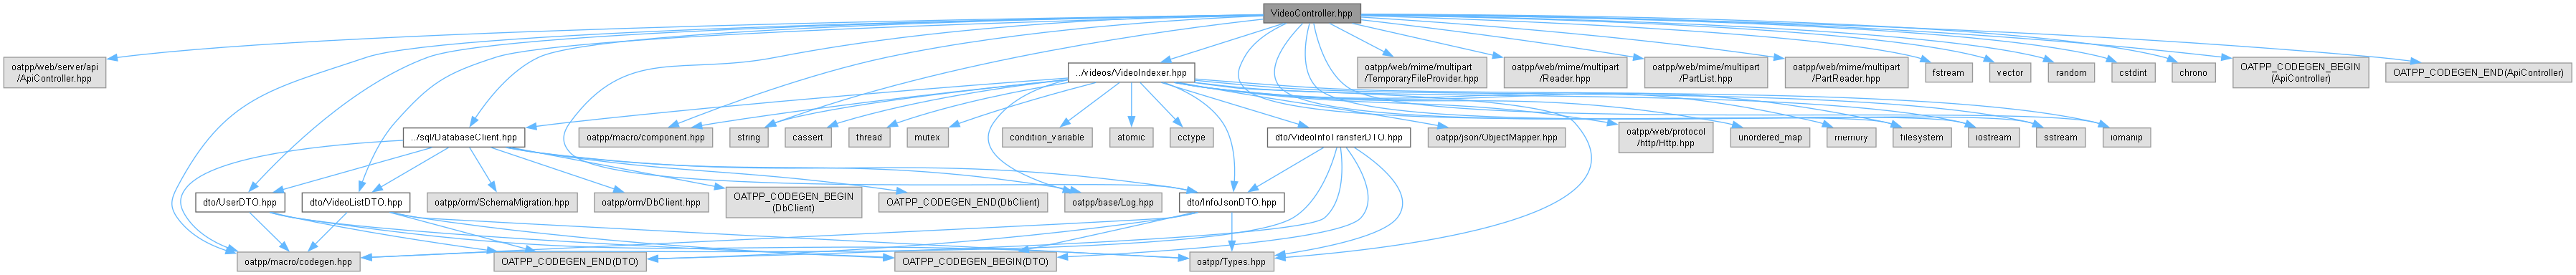 VideoController.hpp
oatpp/web/server/api
/ApiController.hpp
../videos/VideoIndexer.hpp
oatpp/web/mime/multipart
/TemporaryFileProvider.hpp
oatpp/web/mime/multipart
/Reader.hpp
oatpp/web/mime/multipart
/PartList.hpp
oatpp/web/mime/multipart
/PartReader.hpp
fstream
vector
random
cstdint
chrono
OATPP_CODEGEN_BEGIN
(ApiController)
OATPP_CODEGEN_END(ApiController)
../sql/DatabaseClient.hpp
oatpp/macro/component.hpp
string
cassert
thread
mutex
condition_variable
atomic
cctype
dto/VideoInfoTransferDTO.hpp
oatpp/json/ObjectMapper.hpp
oatpp/web/protocol
/http/Http.hpp
unordered_map
memory
filesystem
iostream
sstream
iomanip
dto/UserDTO.hpp
dto/VideoListDTO.hpp
oatpp/orm/SchemaMigration.hpp
oatpp/orm/DbClient.hpp
OATPP_CODEGEN_BEGIN
(DbClient)
OATPP_CODEGEN_END(DbClient)
oatpp/base/Log.hpp
dto/InfoJsonDTO.hpp
oatpp/macro/codegen.hpp
OATPP_CODEGEN_END(DTO)
OATPP_CODEGEN_BEGIN(DTO)
oatpp/Types.hpp